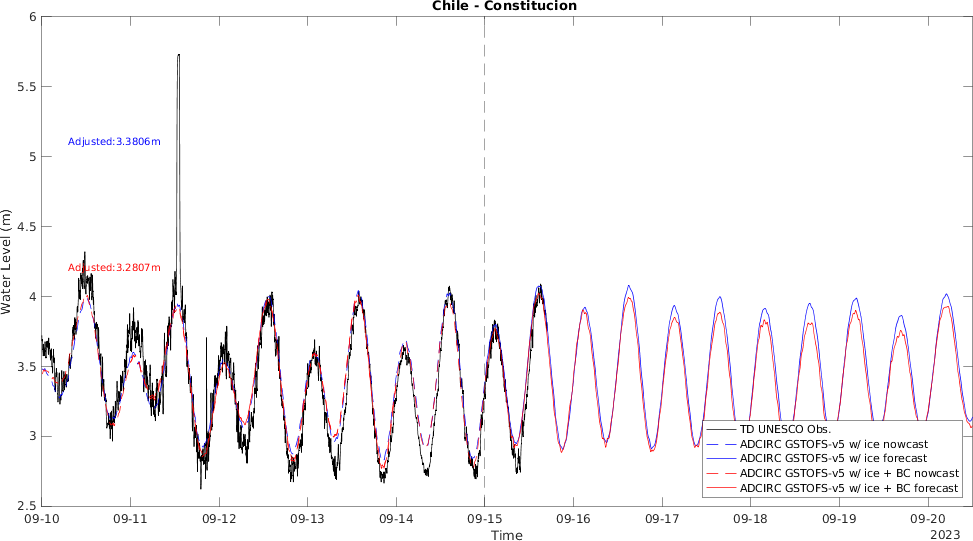 Chile - Constitucion
6
5.5
5
4.5
4
3.5
3
2.5
Water Level (m)
Adjusted:3.3806m
Adjusted:3.2807m
TD UNESCO Obs.
ADCIRC GSTOFS-v5 w/ ice nowcast
ADCIRC GSTOFS-v5 w/ ice forecast
ADCIRC GSTOFS-v5 w/ ice + BC nowcast
ADCIRC GSTOFS-v5 w/ ice + BC forecast
09-10 09-11 09-12 09-13 09-14 09-15 09-16 09-17 09-18 09-19 09-20
Time
2023